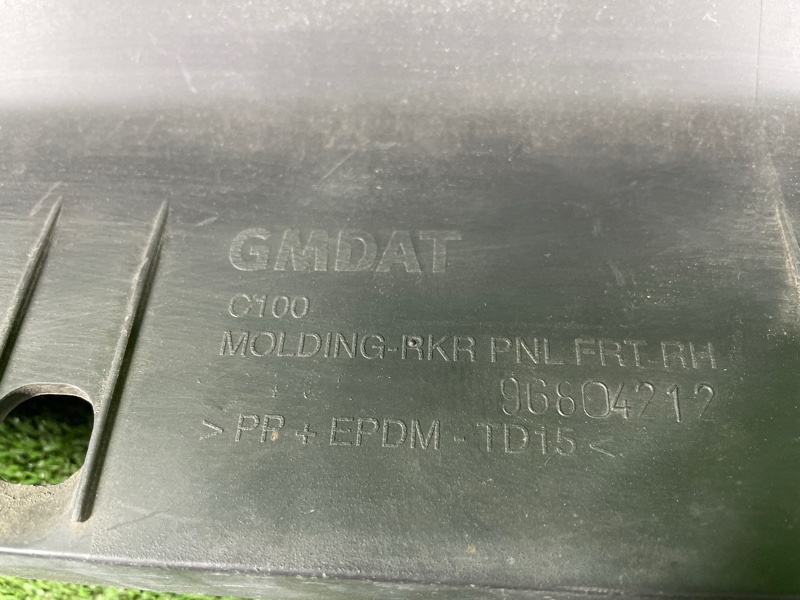 GMDAT
C100
MOLDING-RKR PNL FRT RH
96804212
>PP + EPDM - TD15<